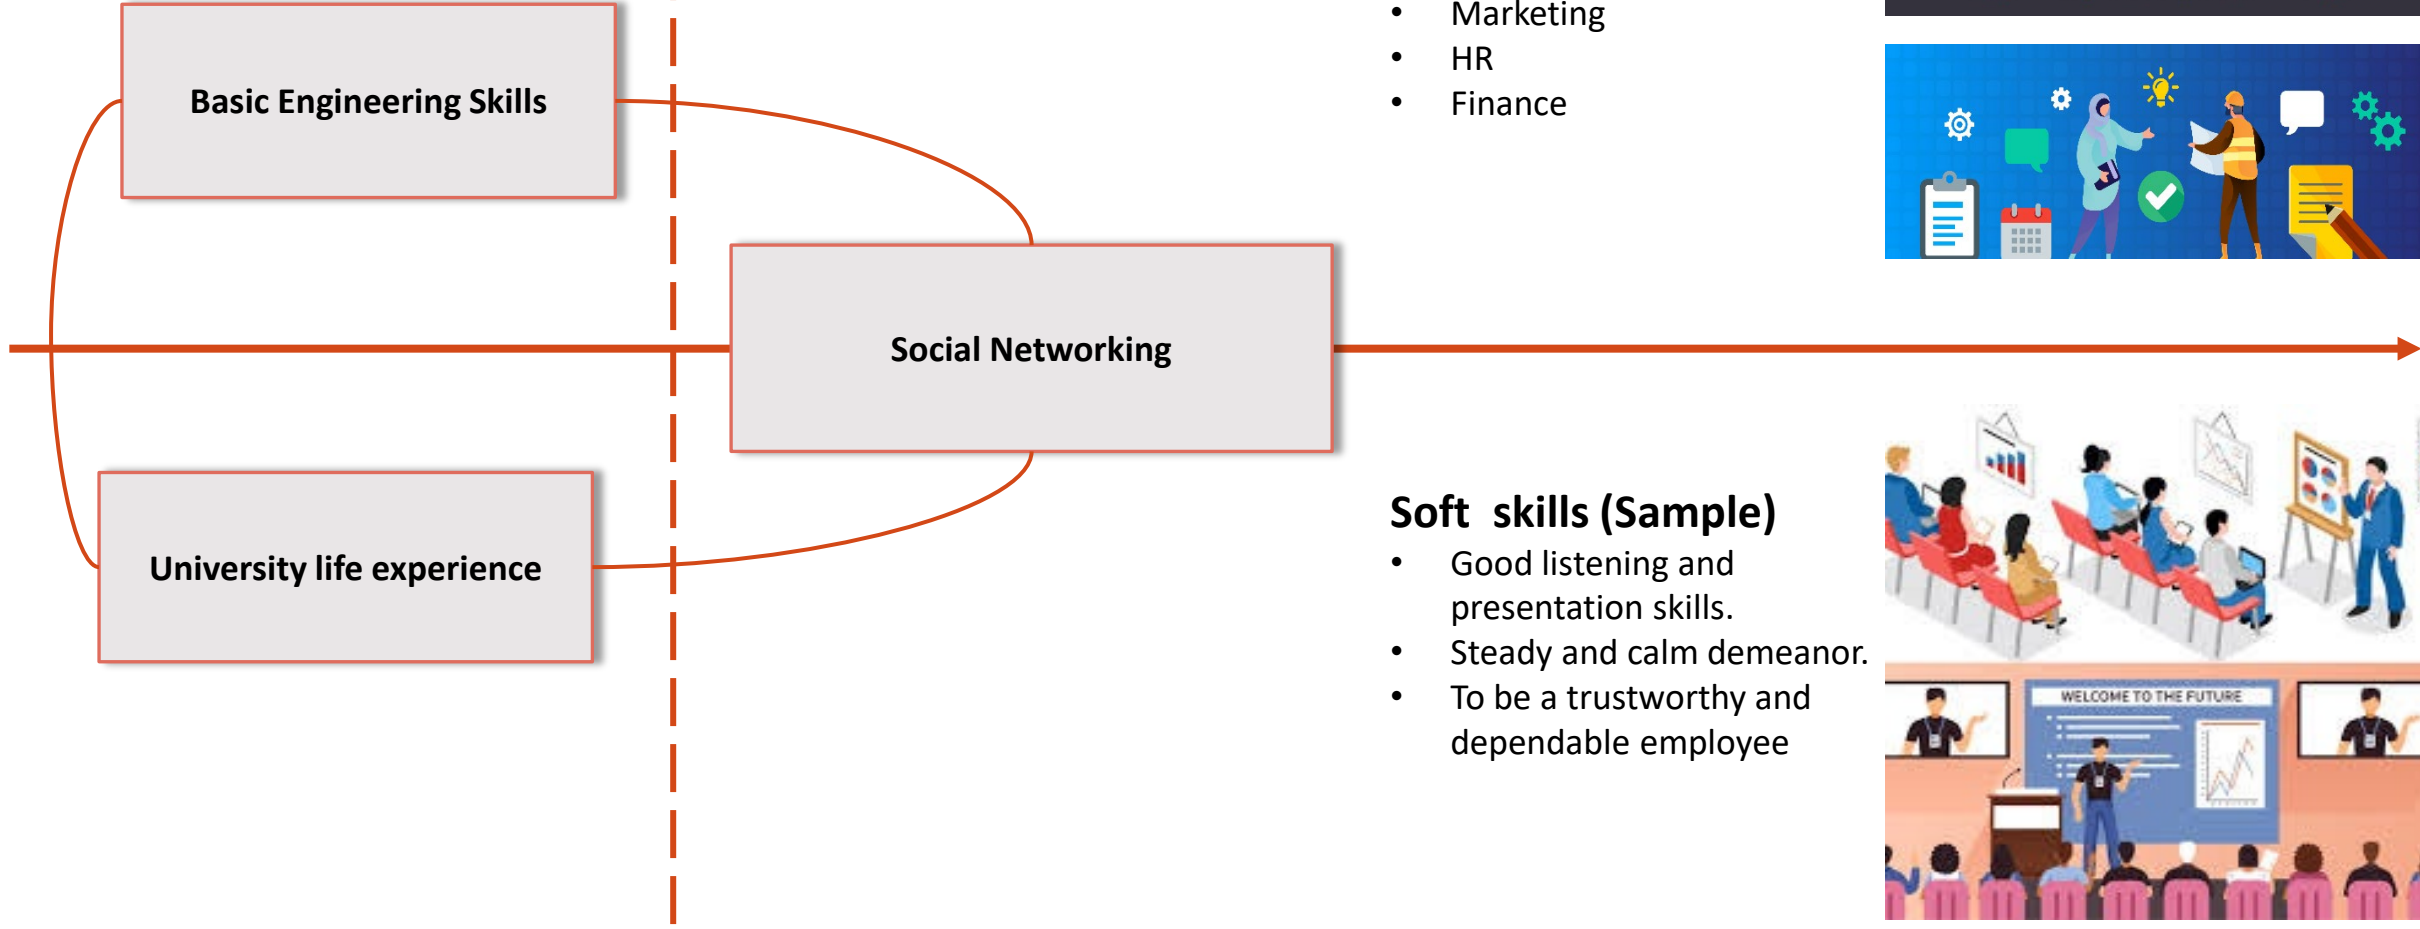 • Marketing
• HR
• Finance
Basic Engineering Skills
Social Networking
University life experience
Soft  skills (Sample)
• Good listening and
presentation skills.
• Steady and calm demeanor.
• To be a trustworthy and
dependable employee
WELCOME TO THE FUTURE